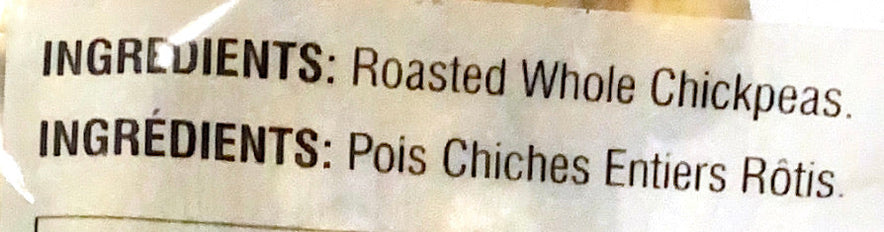 INGREDIENTS: Roasted Whole Chickpeas.
INGRÉDIENTS: Pois Chiches Entiers Rôtis.